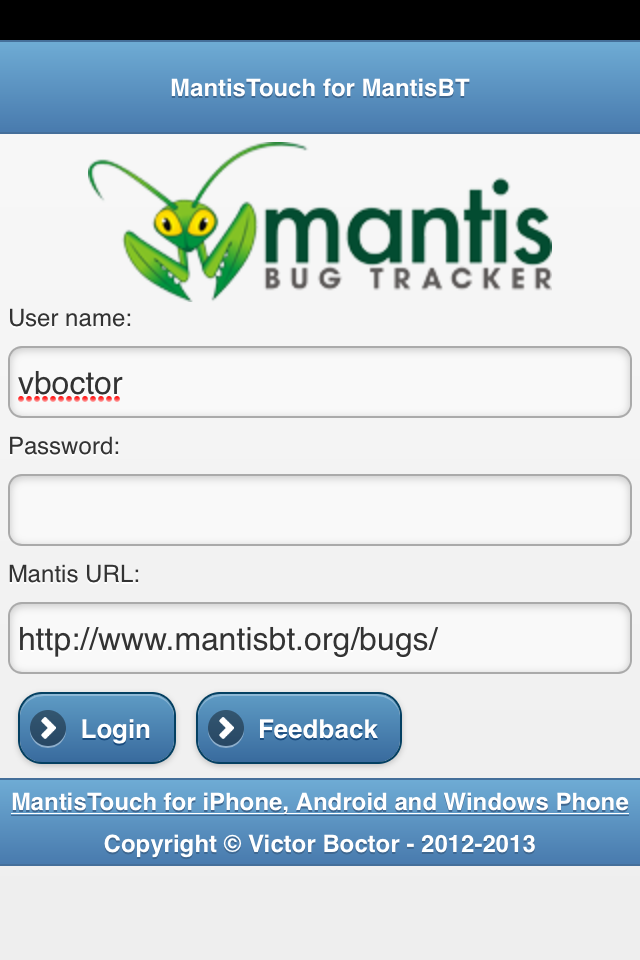 MantisTouch for MantisBT
mantis
BUG TRACKER
User name:
vboctor
Password:
Mantis URL:
http://www.mantisbt.org/bugs/
Login
Feedback
MantisTouch for iPhone, Android and Windows Phone
Copyright © Victor Boctor - 2012-2013